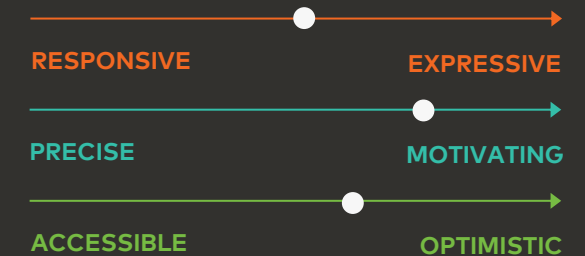 RESPONSIVE
EXPRESSIVE
PRECISE
MOTIVATING
ACCESSIBLE
OPTIMISTIC